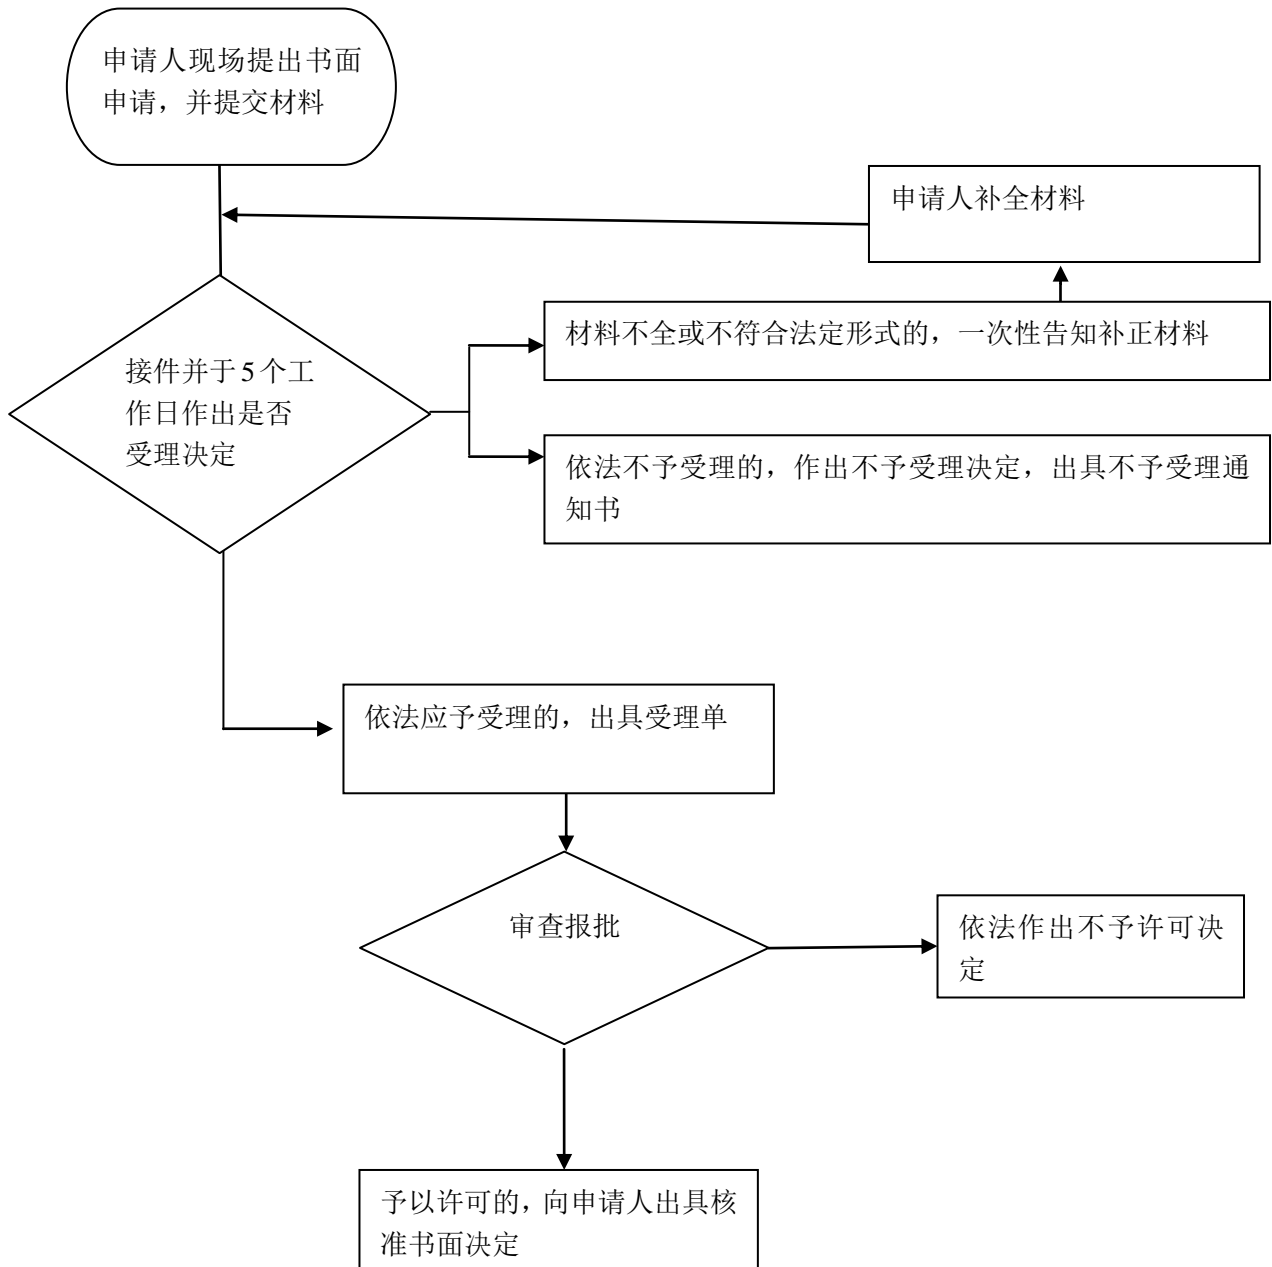 申请人现场提出书面
申请，并提交材料
申请人补全材料
材料不全或不符合法定形式的，一次性告知补正材料
接件并于5个工
作日作出是否
受理决定
依法不予受理的，作出不予受理决定，出具不予受理通
知书
依法应予受理的，出具受理单
审查报批
依法作出不予许可决
定
予以许可的，向申请人出具核
准书面决定